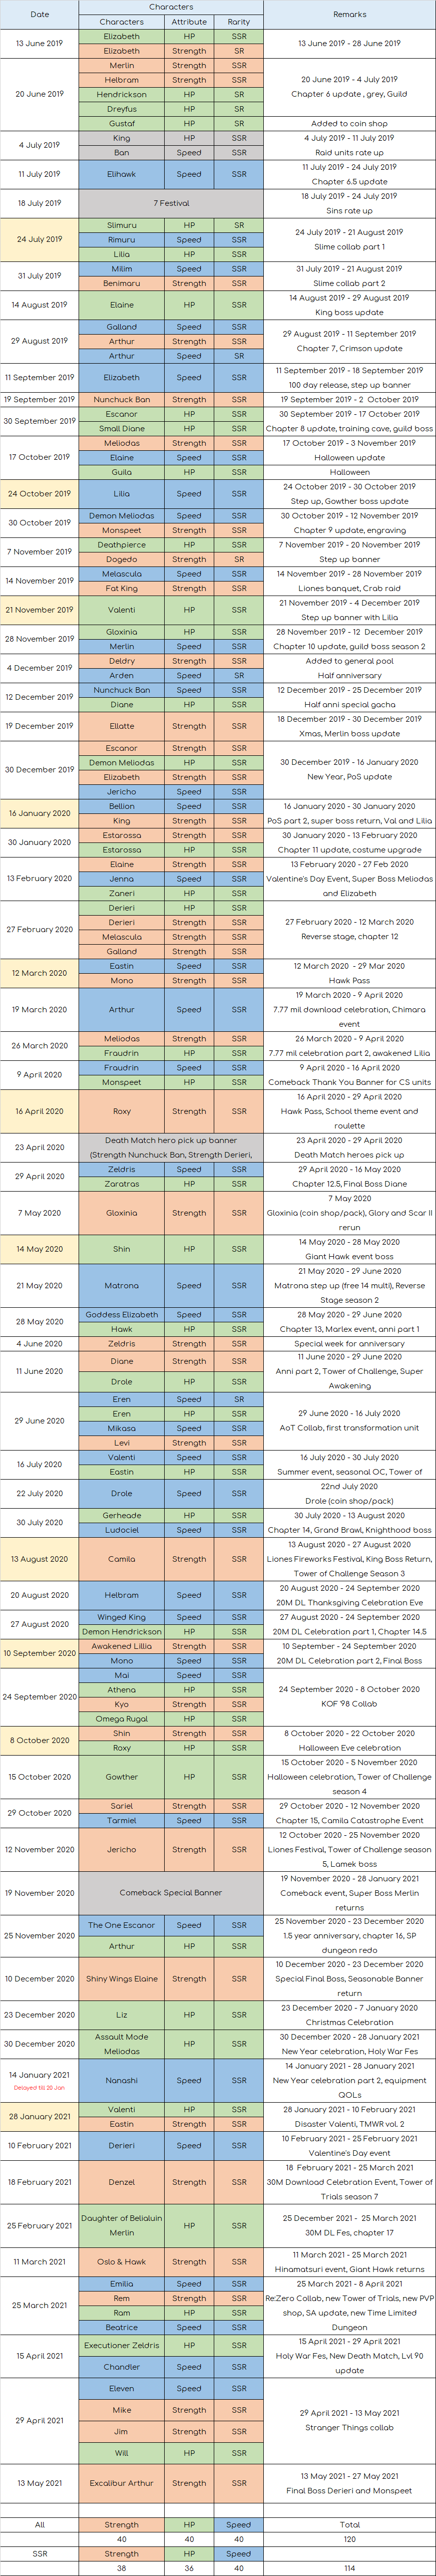 Date Characters Remarks
Characters Attribute Rarity
13 June 2019 Elizabeth HP SSR 13 June 2019 - 28 June 2019
Elizabeth Strength SR
20 June 2019 Merlin Strength SSR 20 June 2019 - 4 July 2019
Helbram Strength SSR Chapter 6 update , grey, Guild
Hendrickson HP SR
Dreyfus HP SR
Gustaf HP SR Added to coin shop
4 July 2019 King HP SSR 4 July 2019 - 11 July 2019
Ban Speed SSR Raid units rate up
11 July 2019 Elihawk Speed SSR 11 July 2019 - 24 July 2019
Chapter 6.5 update
18 July 2019 7 Festival 18 July 2019 - 24 July 2019
Sins rate up
24 July 2019 Slimuru HP SR 24 July 2019 - 21 August 2019
Rimuru Speed SSR Slime collab part 1
Lilia HP SSR
31 July 2019 Milim Speed SSR 31 July 2019 - 21 August 2019
Benimaru Strength SSR Slime collab part 2
14 August 2019 Elaine HP SSR 14 August 2019 - 29 August 2019
King boss update
29 August 2019 Galland Speed SSR 29 August 2019 - 11 September 2019
Arthur Strength SSR Chapter 7, Crimson update
Arthur Speed SR
11 September 2019 Elizabeth Speed SSR 11 September 2019 - 18 September 2019
100 day release, step up banner
19 September 2019 Nunchuck Ban Strength SSR 19 September 2019 - 2 October 2019
30 September 2019 Escanor HP SSR 30 September 2019 - 17 October 2019
Small Diane HP SSR Chapter 8 update, training cave, guild boss
17 October 2019 Meliodas Strength SSR 17 October 2019 - 3 November 2019
Elaine Speed SSR Halloween update
Guila HP SSR Halloween
24 October 2019 Lilia Speed SSR 24 October 2019 - 30 October 2019
Step up, Gowther boss update
30 October 2019 Demon Meliodas Speed SSR 30 October 2019 - 12 November 2019
Monspeet Strength SSR Chapter 9 update, engraving
7 November 2019 Deathpierce HP SSR 7 November 2019 - 20 November 2019
Dogedo Strength SR Step up banner
14 November 2019 Melascula Speed SSR 14 November 2019 - 28 November 2019
Fat King Strength SSR Liones banquet, Crab raid
21 November 2019 Valenti HP SSR 21 November 2019 - 4 December 2019
Step up banner with Lilia
28 November 2019 Gloxinia HP SSR 28 November 2019 - 12 December 2019
Merlin Speed SSR Chapter 10 update, guild boss season 2
4 December 2019 Deldry Strength SSR Added to general pool
Arden Speed SR Half anniversary
12 December 2019 Nunchuck Ban Speed SSR 12 December 2019 - 25 December 2019
Diane HP SSR Half anni special gacha
19 December 2019 Ellatte Strength SSR 18 December 2019 - 30 December 2019
Xmas, Merlin boss update
30 December 2019 Escanor Strength SSR 30 December 2019 - 16 January 2020
Demon Meliodas HP SSR New Year, PoS update
Elizabeth Strength SSR
Jericho Speed SSR
16 January 2020 Bellion Speed SSR 16 January 2020 - 30 January 2020
King Strength SSR PoS part 2, super boss return, Val and Lilia
30 January 2020 Estarossa Strength SSR 30 January 2020 - 13 February 2020
Estarossa HP SSR Chapter 11 update, costume upgrade
13 February 2020 Elaine Strength SSR 13 February 2020 - 27 Feb 2020
Jenna Speed SSR Valentine's Day Event, Super Boss Meliodas
Zaneri HP SSR and Elizabeth
27 February 2020 Derieri HP SSR 27 February 2020 - 12 March 2020
Derieri Strength SSR Reverse stage, chapter 12
Melascula Strength SSR
Galland Strength SSR
12 March 2020 Eastin Speed SSR 12 March 2020 - 29 Mar 2020
Mono Strength SSR Hawk Pass
19 March 2020 Arthur Speed SSR 19 March 2020 - 9 April 2020
7.77 mil download celebration, Chimara
event
26 March 2020 Meliodas Strength SSR 26 March 2020 - 9 April 2020
Fraudrin HP SSR 7.77 mil celebration part 2, awakened Lilia
9 April 2020 Fraudrin Speed SSR 9 April 2020 - 16 April 2020
Monspeet HP SSR Comeback Thank You Banner for CS units
16 April 2020 Roxy Strength SSR 16 April 2020 - 29 April 2020
Hawk Pass, School theme event and
roulette
23 April 2020 Death Match hero pick up banner 23 April 2020 - 29 April 2020
(Strength Nunchuck Ban, Strength Derieri, Death Match heroes pick up
29 April 2020 Zeldris Speed SSR 29 April 2020 - 16 May 2020
Zaratras HP SSR Chapter 12.5, Final Boss Diane
7 May 2020 Gloxinia Strength SSR 7 May 2020
Gloxinia (coin shop/pack), Glory and Scar II
rerun
14 May 2020 Shin HP SSR 14 May 2020 - 28 May 2020
Giant Hawk event boss
21 May 2020 Matrona Speed SSR 21 May 2020 - 29 June 2020
Matrona step up (free 14 multi), Reverse
Stage season 2
28 May 2020 Goddess Elizabeth Speed SSR 28 May 2020 - 29 June 2020
Hawk HP SSR Chapter 13, Marlex event, anni part 1
4 June 2020 Zeldris Strength SSR Special week for anniversary
11 June 2020 Diane Strength SSR 11 June 2020 - 29 June 2020
Drole HP SSR Anni part 2, Tower of Challenge, Super
Awakening
29 June 2020 Eren Speed SR 29 June 2020 - 16 July 2020
Eren HP SSR AoT Collab, first transformation unit
Mikasa Speed SSR
Levi Strength SSR
16 July 2020 Valenti Speed SSR 16 July 2020 - 30 July 2020
Eastin HP SSR Summer event, seasonal OC, Tower of
22 July 2020 Drole Speed SSR 22nd July 2020
Drole (coin shop/pack)
30 July 2020 Gerheade HP SSR 30 July 2020 - 13 August 2020
Ludociel Speed SSR Chapter 14, Grand Brawl, Knighthood boss
13 August 2020 Camila Strength SSR 13 August 2020 - 27 August 2020
Liones Fireworks Festival, King Boss Return,
Tower of Challenge Season 3
20 August 2020 Helbram Speed SSR 20 August 2020 - 24 September 2020
20M DL Thanksgiving Celebration Eve
27 August 2020 Winged King Speed SSR 27 August 2020 - 24 September 2020
Demon Hendrickson HP SSR 20M DL Celebration part 1, Chapter 14.5
10 September 2020 Awakened Lillia Strength SSR 10 September - 24 September 2020
Mono Speed SSR 20M DL Celebration part 2, Final Boss
24 September 2020 Mai Speed SSR 24 September 2020 - 8 October 2020
Athena HP SSR KOF '98 Collab
Kyo Strength SSR
Omega Rugal HP SSR
8 October 2020 Shin Strength SSR 8 October 2020 - 22 October 2020
Roxy HP SSR Halloween Eve celebration
15 October 2020 Gowther HP SSR 15 October 2020 - 5 November 2020
Halloween celebration, Tower of Challenge
season 4
29 October 2020 Sariel Strength SSR 29 October 2020 - 12 November 2020
Tarmiel Speed SSR Chapter 15, Camila Catastrophe Event
12 November 2020 Jericho Strength SSR 12 October 2020 - 25 November 2020
Liones Festival, Tower of Challenge season
5, Lamek boss
19 November 2020 Comeback Special Banner 19 November 2020 - 28 January 2021
Comeback event, Super Boss Merlin
returns
25 November 2020 The One Escanor Speed SSR 25 November 2020 - 23 December 2020
Arthur HP SSR 1.5 year anniversary, chapter 16, SP
dungeon redo
10 December 2020 Shiny Wings Elaine Strength SSR 10 December 2020 - 23 December 2020
Special Final Boss, Seasonable Banner
return
23 December 2020 Liz HP SSR 23 December 2020 - 7 January 2020
Christmas Celebration
30 December 2020 Assault Mode HP SSR 30 December 2020 - 28 January 2021
Meliodas New Year celebration, Holy War Fes
14 January 2021 Nanashi Speed SSR 14 January 2021 - 28 January 2021
Delayed till 20 Jan New Year celebration part 2, equipment
QOLs
28 January 2021 Valenti HP SSR 28 January 2021 - 10 February 2021
Eastin Strength SSR Disaster Valenti, TMWR vol. 2
10 February 2021 Derieri Speed SSR 10 February 2021 - 25 February 2021
Valentine's Day event
18 February 2021 Denzel Strength SSR 18 February 2021 - 25 March 2021
30M Download Celebration Event, Tower of
Trials season 7
25 February 2021 Daughter of Belialuin HP SSR 25 December 2021 - 25 March 2021
Merlin 30M DL Fes, chapter 17
11 March 2021 Oslo & Hawk Strength SSR 11 March 2021 - 25 March 2021
Hinamatsuri event, Giant Hawk returns
25 March 2021 Emilia Speed SSR 25 March 2021 - 8 April 2021
Rem Strength SSR Re:Zero Collab, new Tower of Trials, new PVP
Ram HP SSR shop, SA update, new Time Limited
Beatrice Speed SSR Dungeon
15 April 2021 Executioner Zeldris HP SSR 15 April 2021 - 29 April 2021
Chandler Speed SSR Holy War Fes, New Death Match, Lvl 90
update
29 April 2021 Eleven Speed SSR 29 April 2021 - 13 May 2021
Mike Strength SSR Stranger Things collab
Jim Strength SSR
Will HP SSR
13 May 2021 Excalibur Arthur Strength SSR 13 May 2021 - 27 May 2021
Final Boss Derieri and Monspeet
All Strength HP Speed Total
40 40 40 120
SSR Strength HP Speed
38 36 40 114